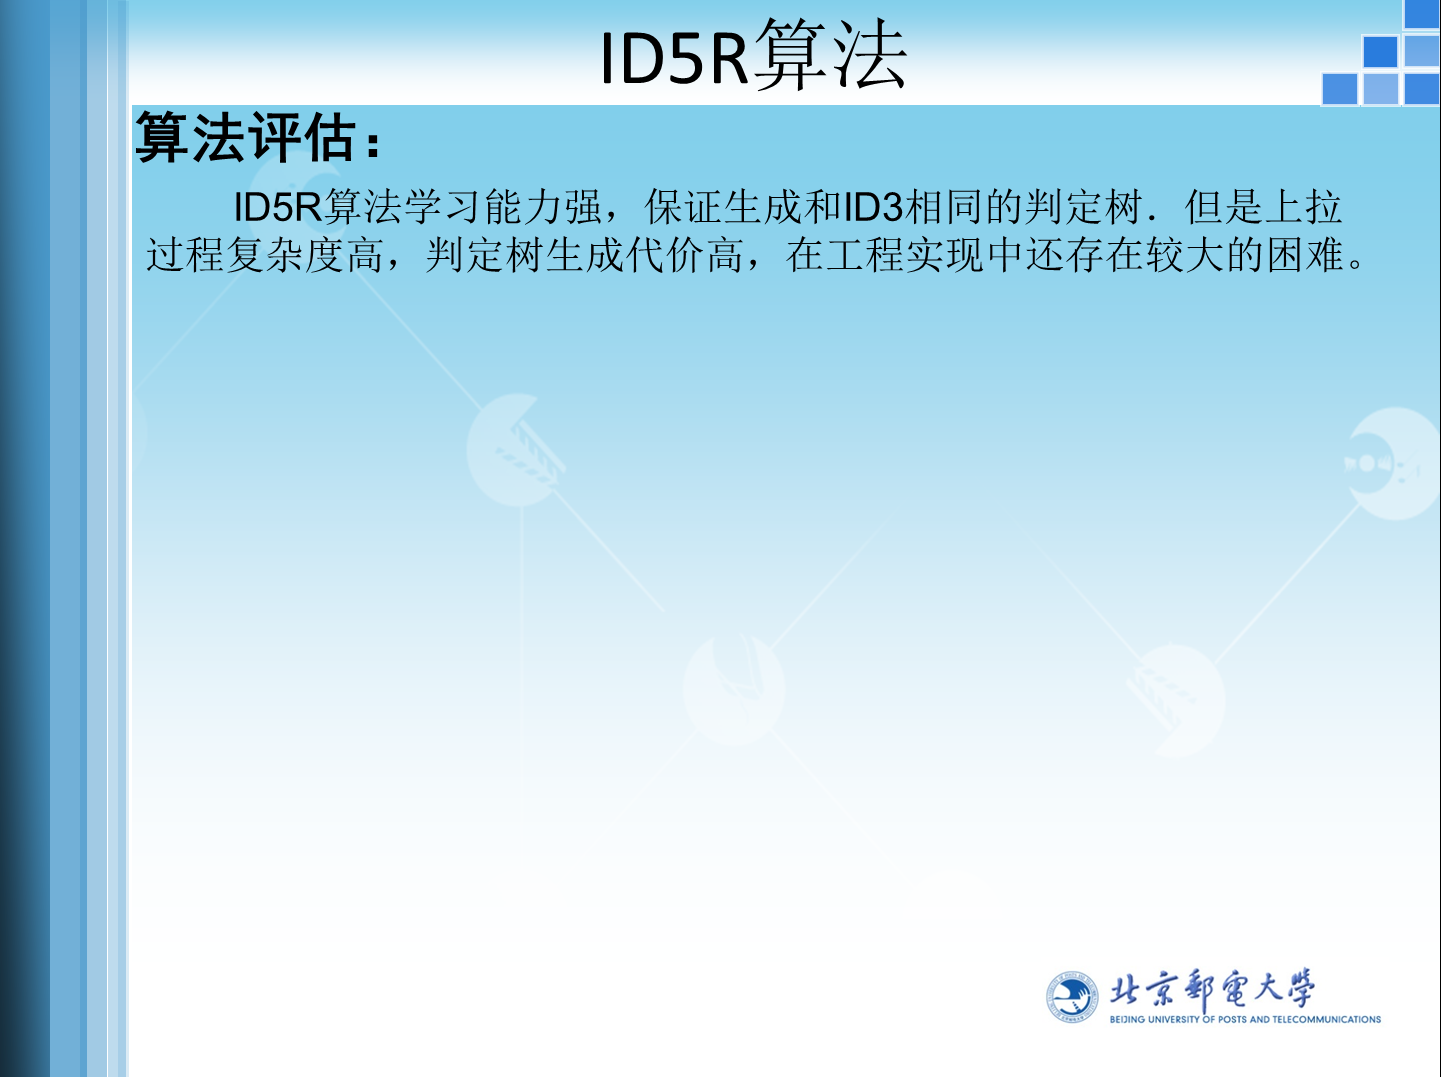 ID5R算法
算法评估：
ID5R算法学习能力强，保证生成和ID3相同的判定树．但是上拉
过程复杂度高，判定树生成代价高，在工程实现中还存在较大的困难。
北京郵電大學
BEIJING UNIVERSITY OF POSTS AND TELECOMMUNICATIONS